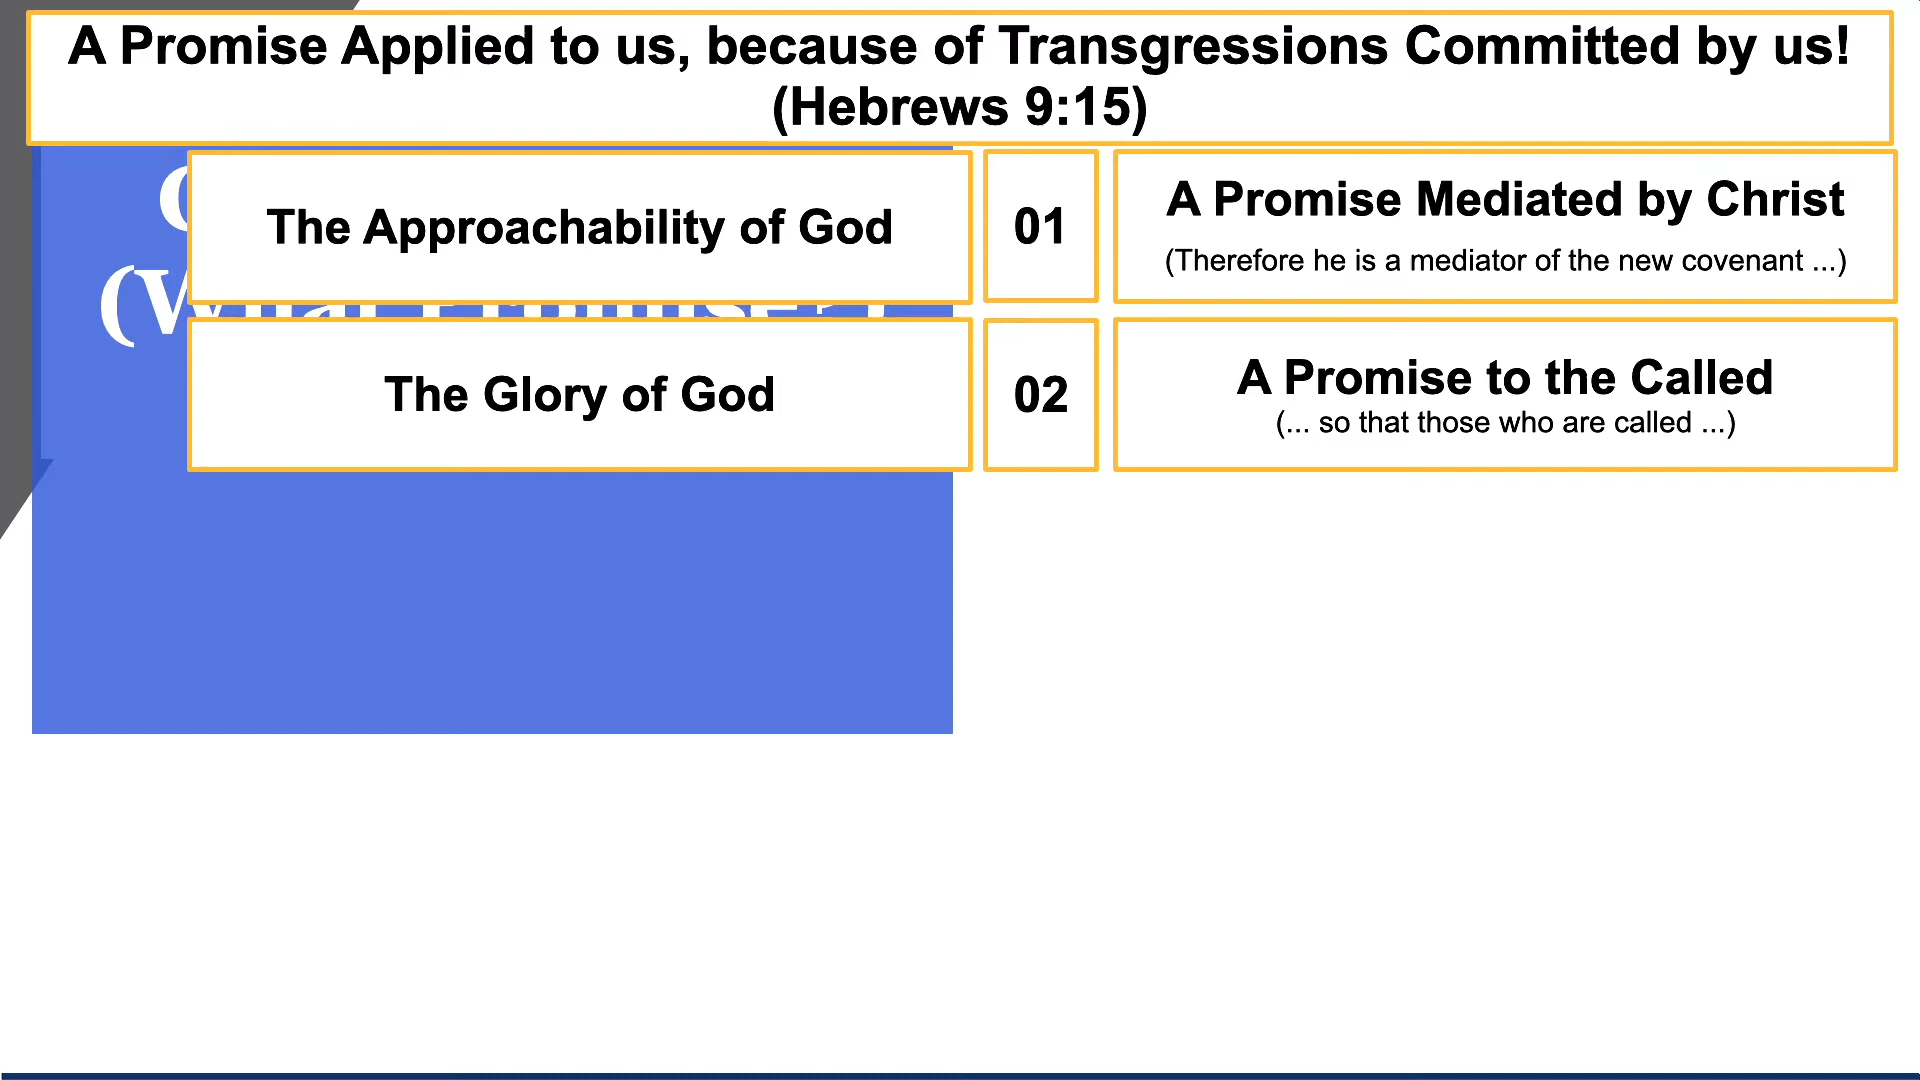 A Promise Applied to us, because of Transgressions Committed by us!
(Hebrews 9:15)
The Approachability of God
01
A Promise Mediated by Christ
(Therefore he is a mediator of the new covenant ...)
The Glory of God
02
A Promise to the Called
(... so that those who are called ...)